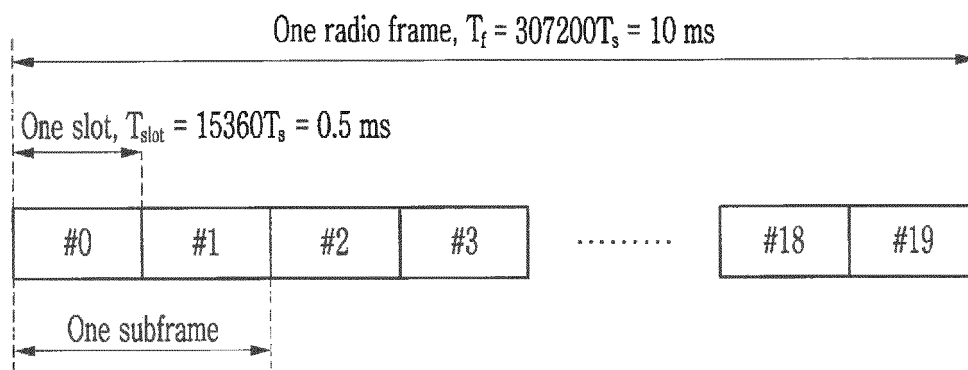 One radio frame, T_f = 307200T_s = 10 ms
One slot, T_slot = 15360T_s = 0.5 ms
#0 #1 #2 #3 ......... #18 #19
One subframe